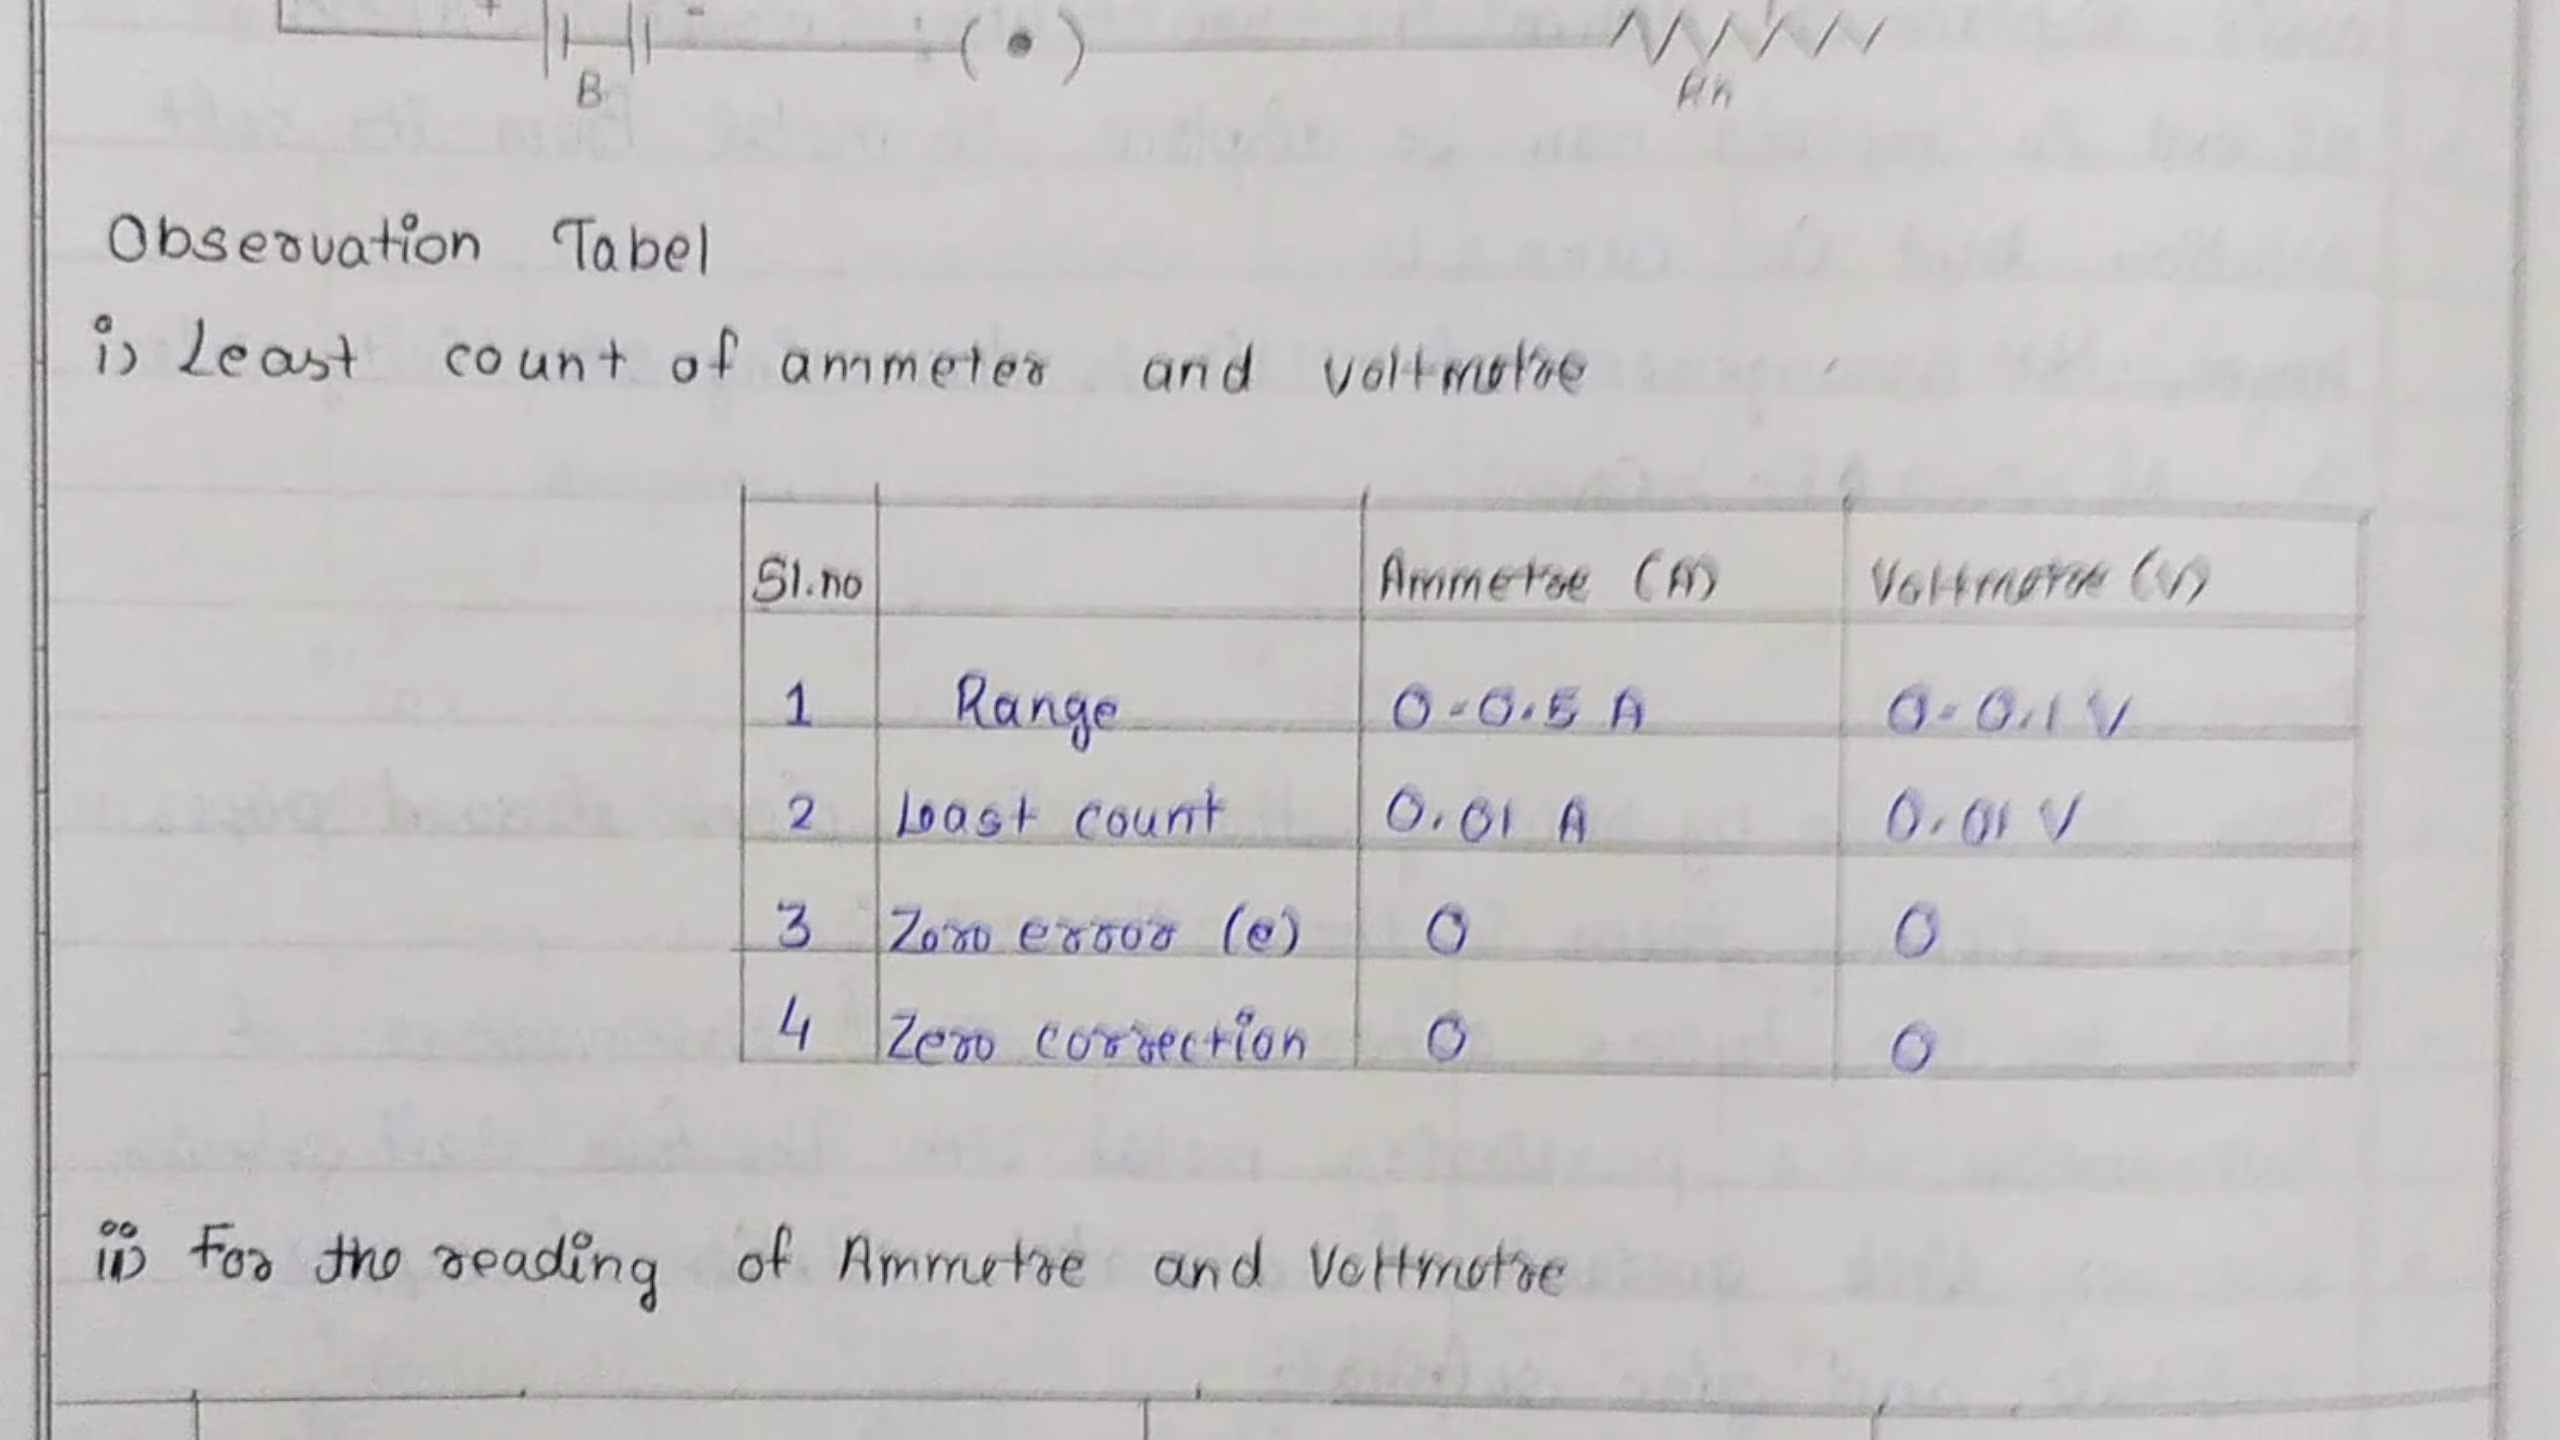 + -
B
Rh
Observation Tabel
i) Least count of ammeter and voltmetre
Sl.no Ammetre (A) Voltmetre (V)
1 Range 0-0.5 A 0-0.1 V
2 Least count 0.01 A 0.01 V
3 Zero error (e) 0 0
4 Zero correction 0 0
ii) For the reading of Ammetre and Voltmetre